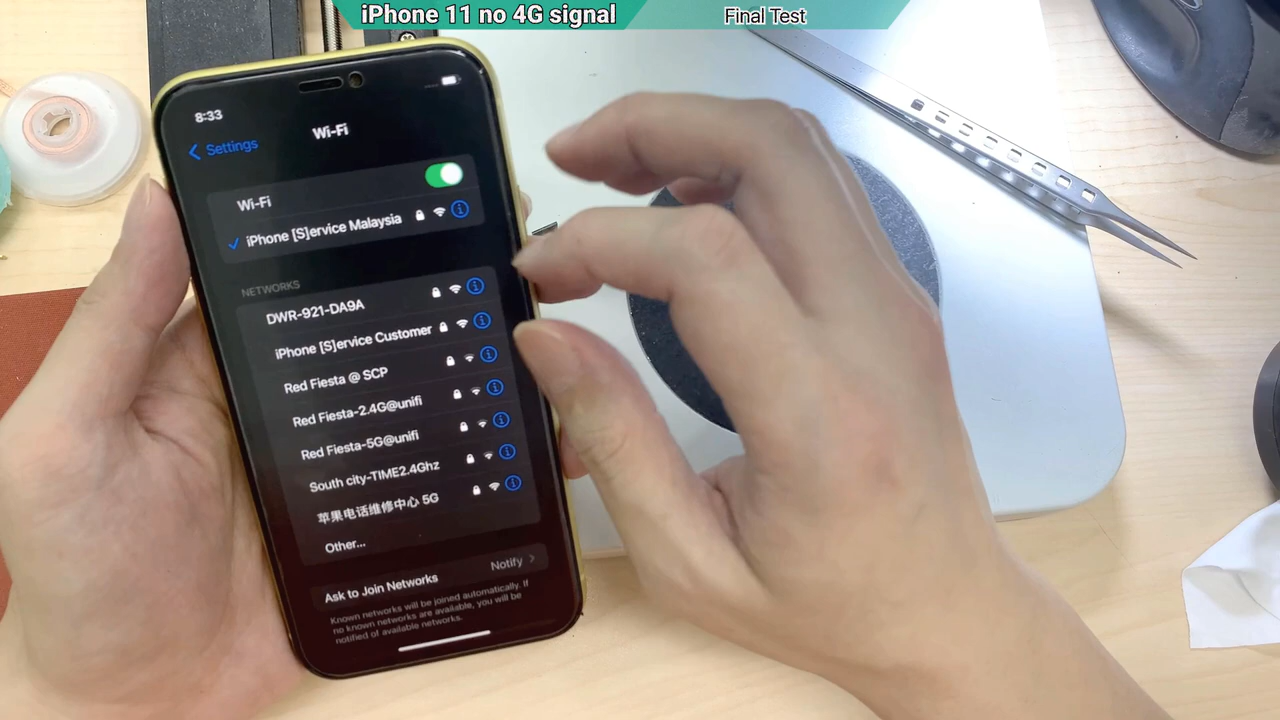 iPhone 11 no 4G signal
Final Test
8:33
Settings
Wi-Fi
Wi-Fi
iPhone [S]ervice Malaysia
NETWORKS
DWR-921-DA9A
iPhone [S]ervice Customer
Red Fiesta @ SCP
Red Fiesta-2.4G@unifi
Red Fiesta-5G@unifi
South city-TIME2.4Ghz
苹果电话维修中心 5G
Other...
Ask to Join Networks
Notify
Known networks will be joined automatically. If
no known networks are available, you will be
notified of available networks.